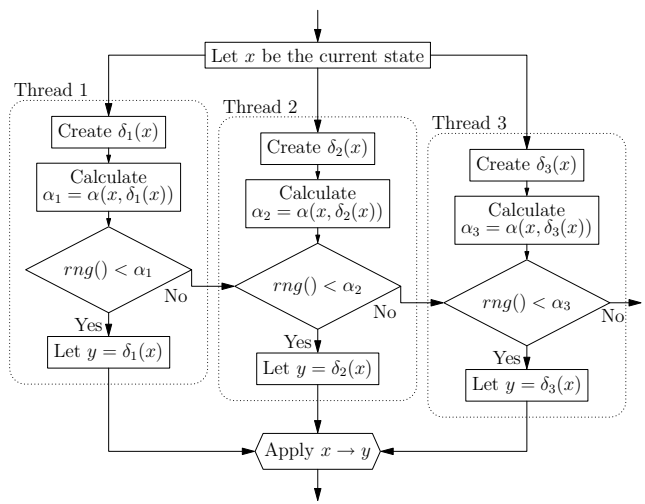 Let x be the current state
Thread 1
Create δ₁(x)
Calculate
α₁ = α(x, δ₁(x))
rng() < α₁
No
Yes
Let y = δ₁(x)
Thread 2
Create δ₂(x)
Calculate
α₂ = α(x, δ₂(x))
rng() < α₂
No
Yes
Let y = δ₂(x)
Thread 3
Create δ₃(x)
Calculate
α₃ = α(x, δ₃(x))
rng() < α₃
No
Yes
Let y = δ₃(x)
Apply x → y